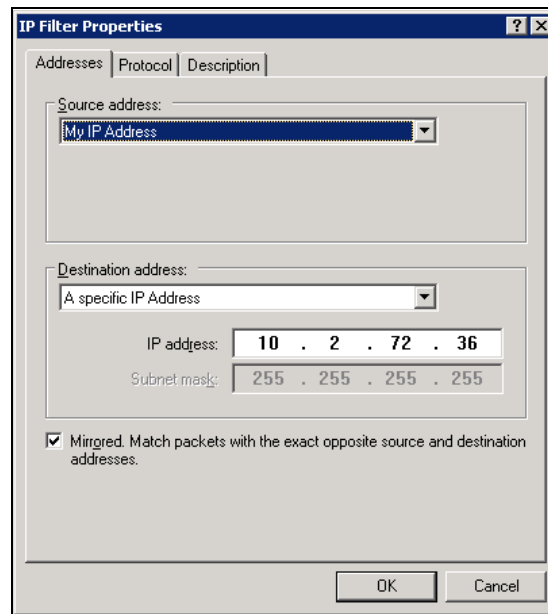 IP Filter Properties
Addresses Protocol Description
Source address:
My IP Address
Destination address:
A specific IP Address
IP address: 10 . 2 . 72 . 36
Subnet mask: 255 . 255 . 255 . 255
Mirrored. Match packets with the exact opposite source and destination
addresses.
OK Cancel